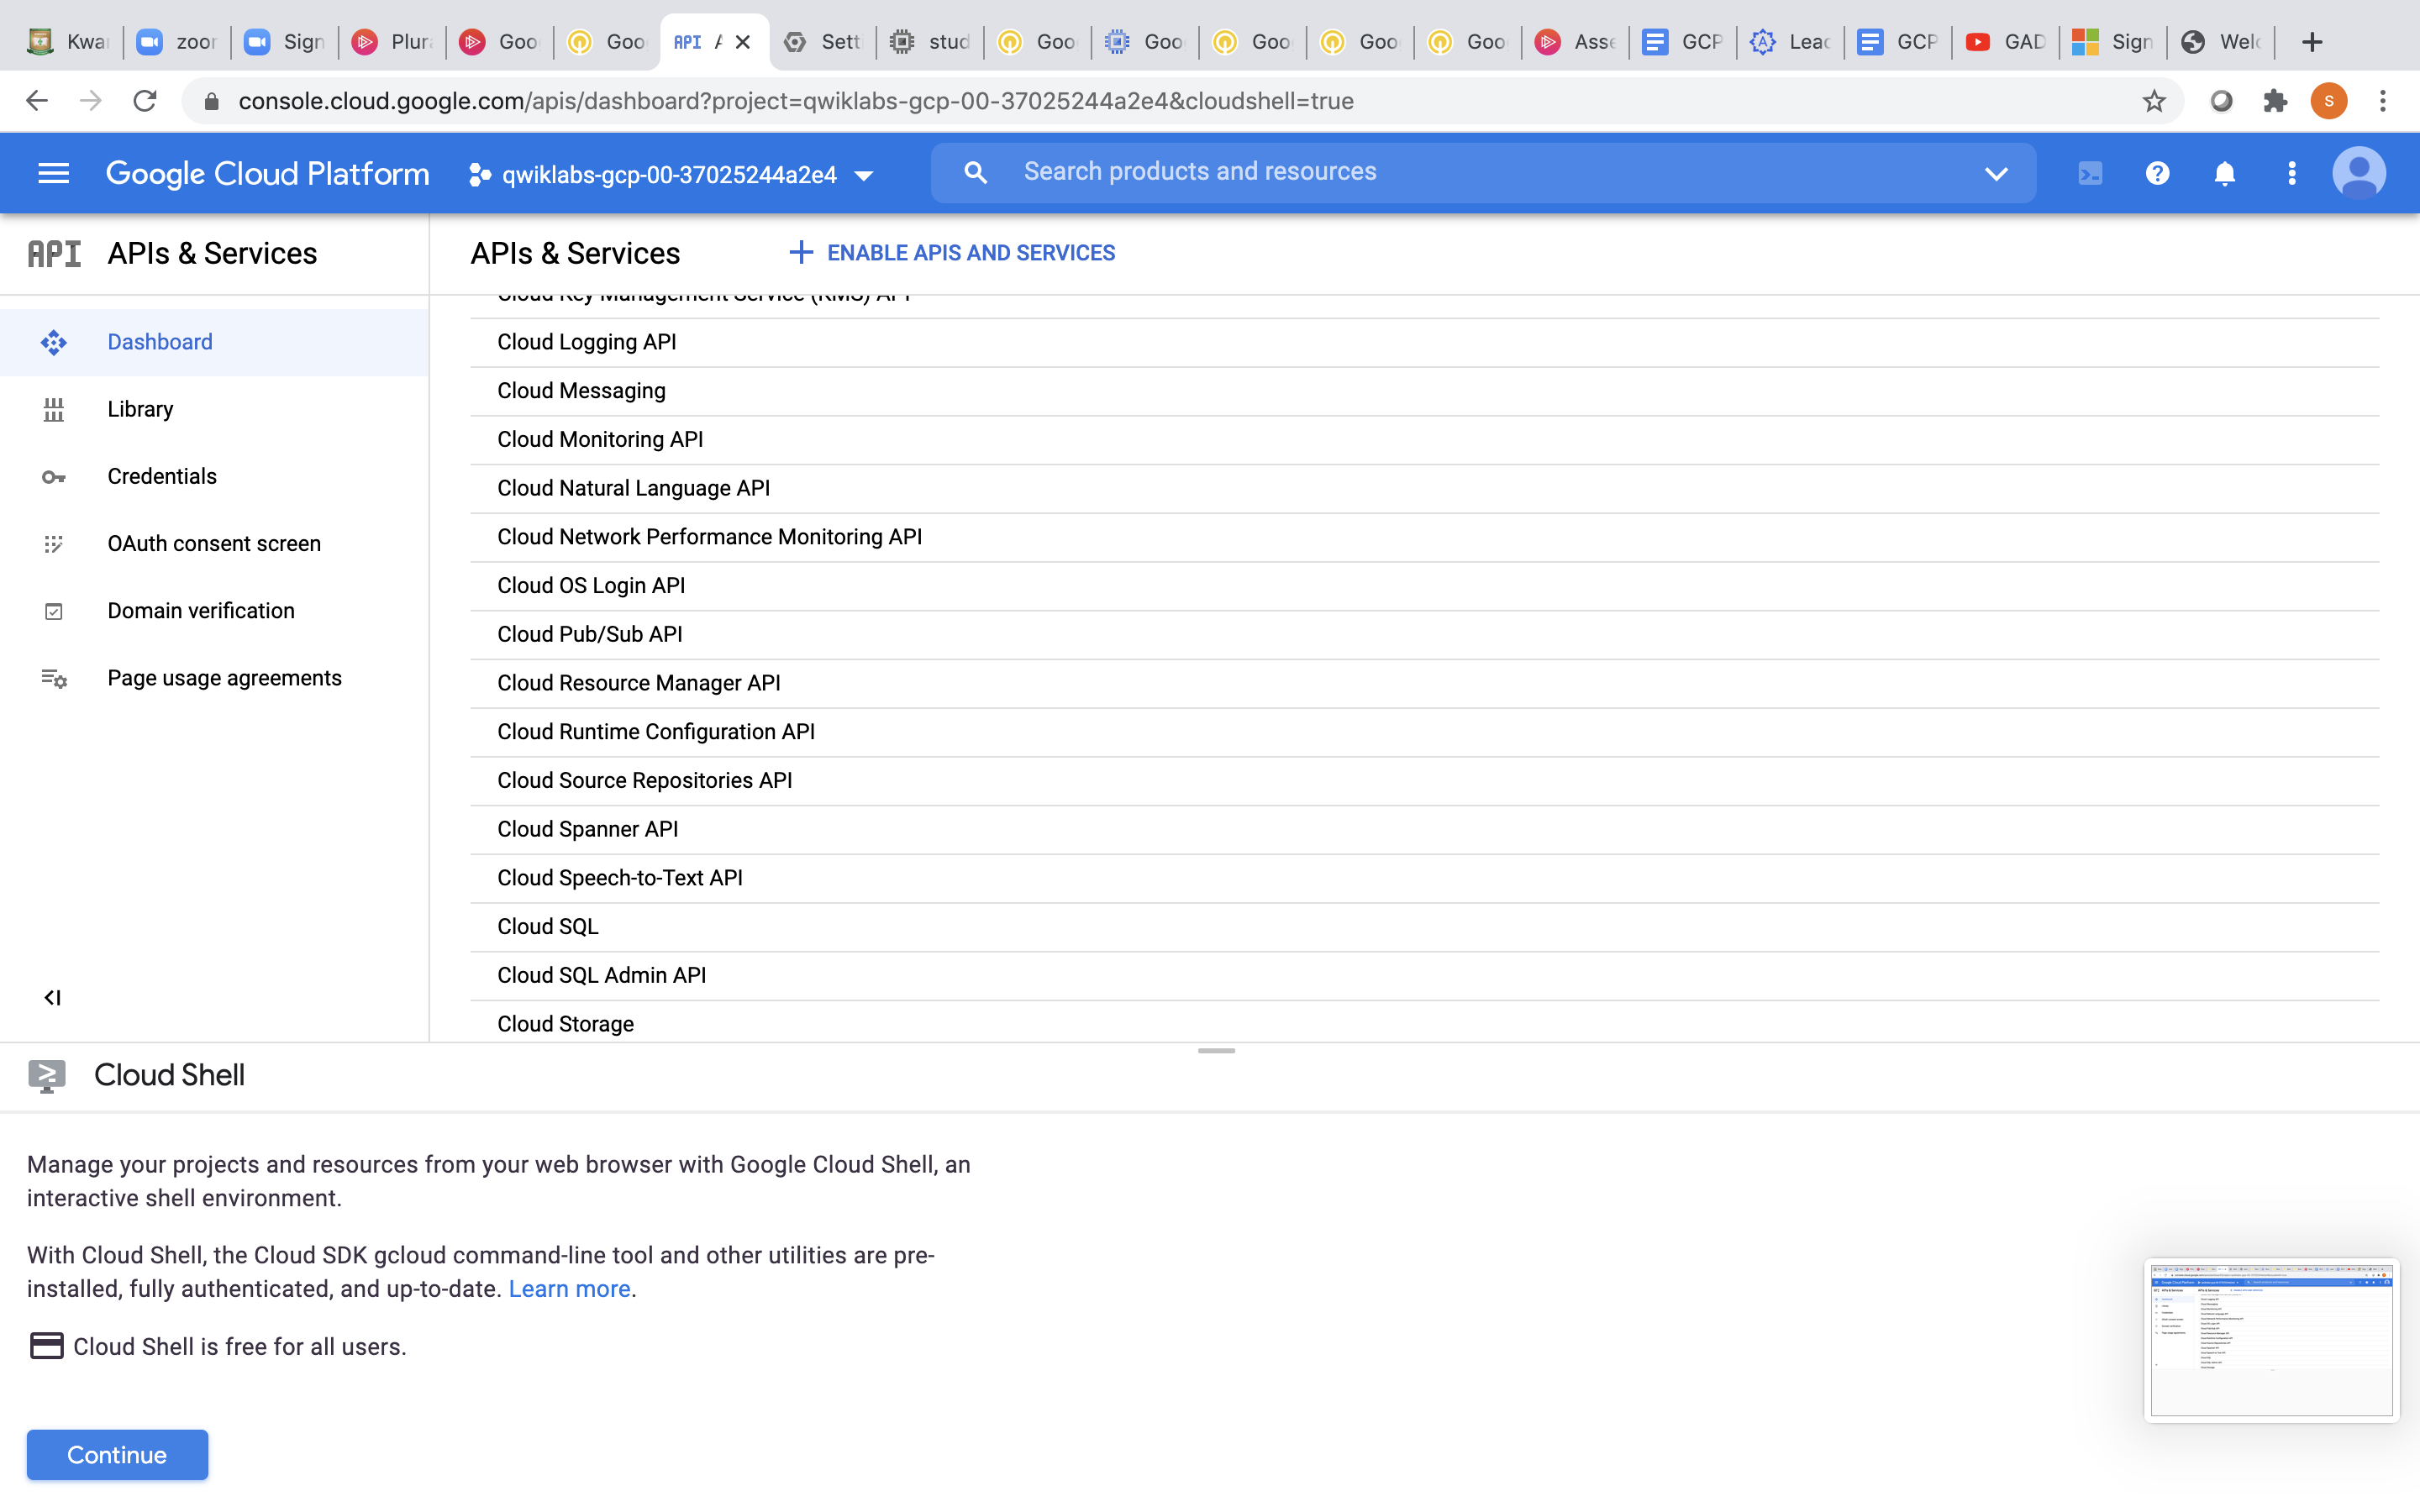 Kwa
zoor
Sign
Plur
Goo
Goo
API
Sett
stud
Goo
Goo
Goo
Goo
Goo
Asse
GCP
Lead
GCP
GAD
Sign
Welc
console.cloud.google.com/apis/dashboard?project=qwiklabs-gcp-00-37025244a2e4&cloudshell=true
S
Google Cloud Platform
qwiklabs-gcp-00-37025244a2e4
Search products and resources
API APIs & Services
APIs & Services
ENABLE APIS AND SERVICES
Dashboard
Library
Credentials
OAuth consent screen
Domain verification
Page usage agreements
Cloud Key Management Service (KMS) API
Cloud Logging API
Cloud Messaging
Cloud Monitoring API
Cloud Natural Language API
Cloud Network Performance Monitoring API
Cloud OS Login API
Cloud Pub/Sub API
Cloud Resource Manager API
Cloud Runtime Configuration API
Cloud Source Repositories API
Cloud Spanner API
Cloud Speech-to-Text API
Cloud SQL
Cloud SQL Admin API
Cloud Storage
Cloud Shell
Manage your projects and resources from your web browser with Google Cloud Shell, an
interactive shell environment.
With Cloud Shell, the Cloud SDK gcloud command-line tool and other utilities are pre-
installed, fully authenticated, and up-to-date. Learn more.
Cloud Shell is free for all users.
Continue